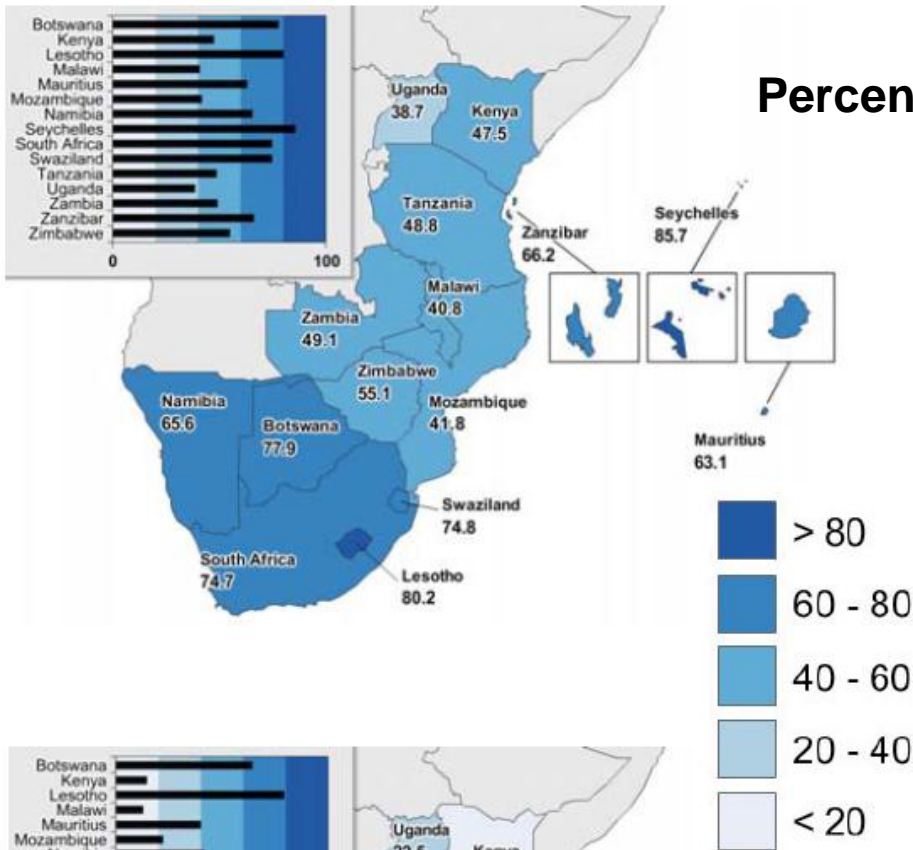 Botswana
Kenya
Lesotho
Malawi
Mauritius
Mozambique
Namibia
Seychelles
South Africa
Swaziland
Tanzania
Uganda
Zambia
Zanzibar
Zimbabwe
0
100
Percen
Uganda
38.7
Kenya
47.5
Tanzania
48.8
Zanzibar
66.2
Seychelles
85.7
Malawi
40.8
Zambia
49.1
Zimbabwe
55.1
Mozambique
41.8
Namibia
65.6
Botswana
77.9
Mauritius
63.1
Swaziland
74.8
South Africa
74.7
Lesotho
80.2
> 80
60 - 80
40 - 60
20 - 40
< 20
Botswana
Kenya
Lesotho
Malawi
Mauritius
Mozambique
Uganda
Kenya